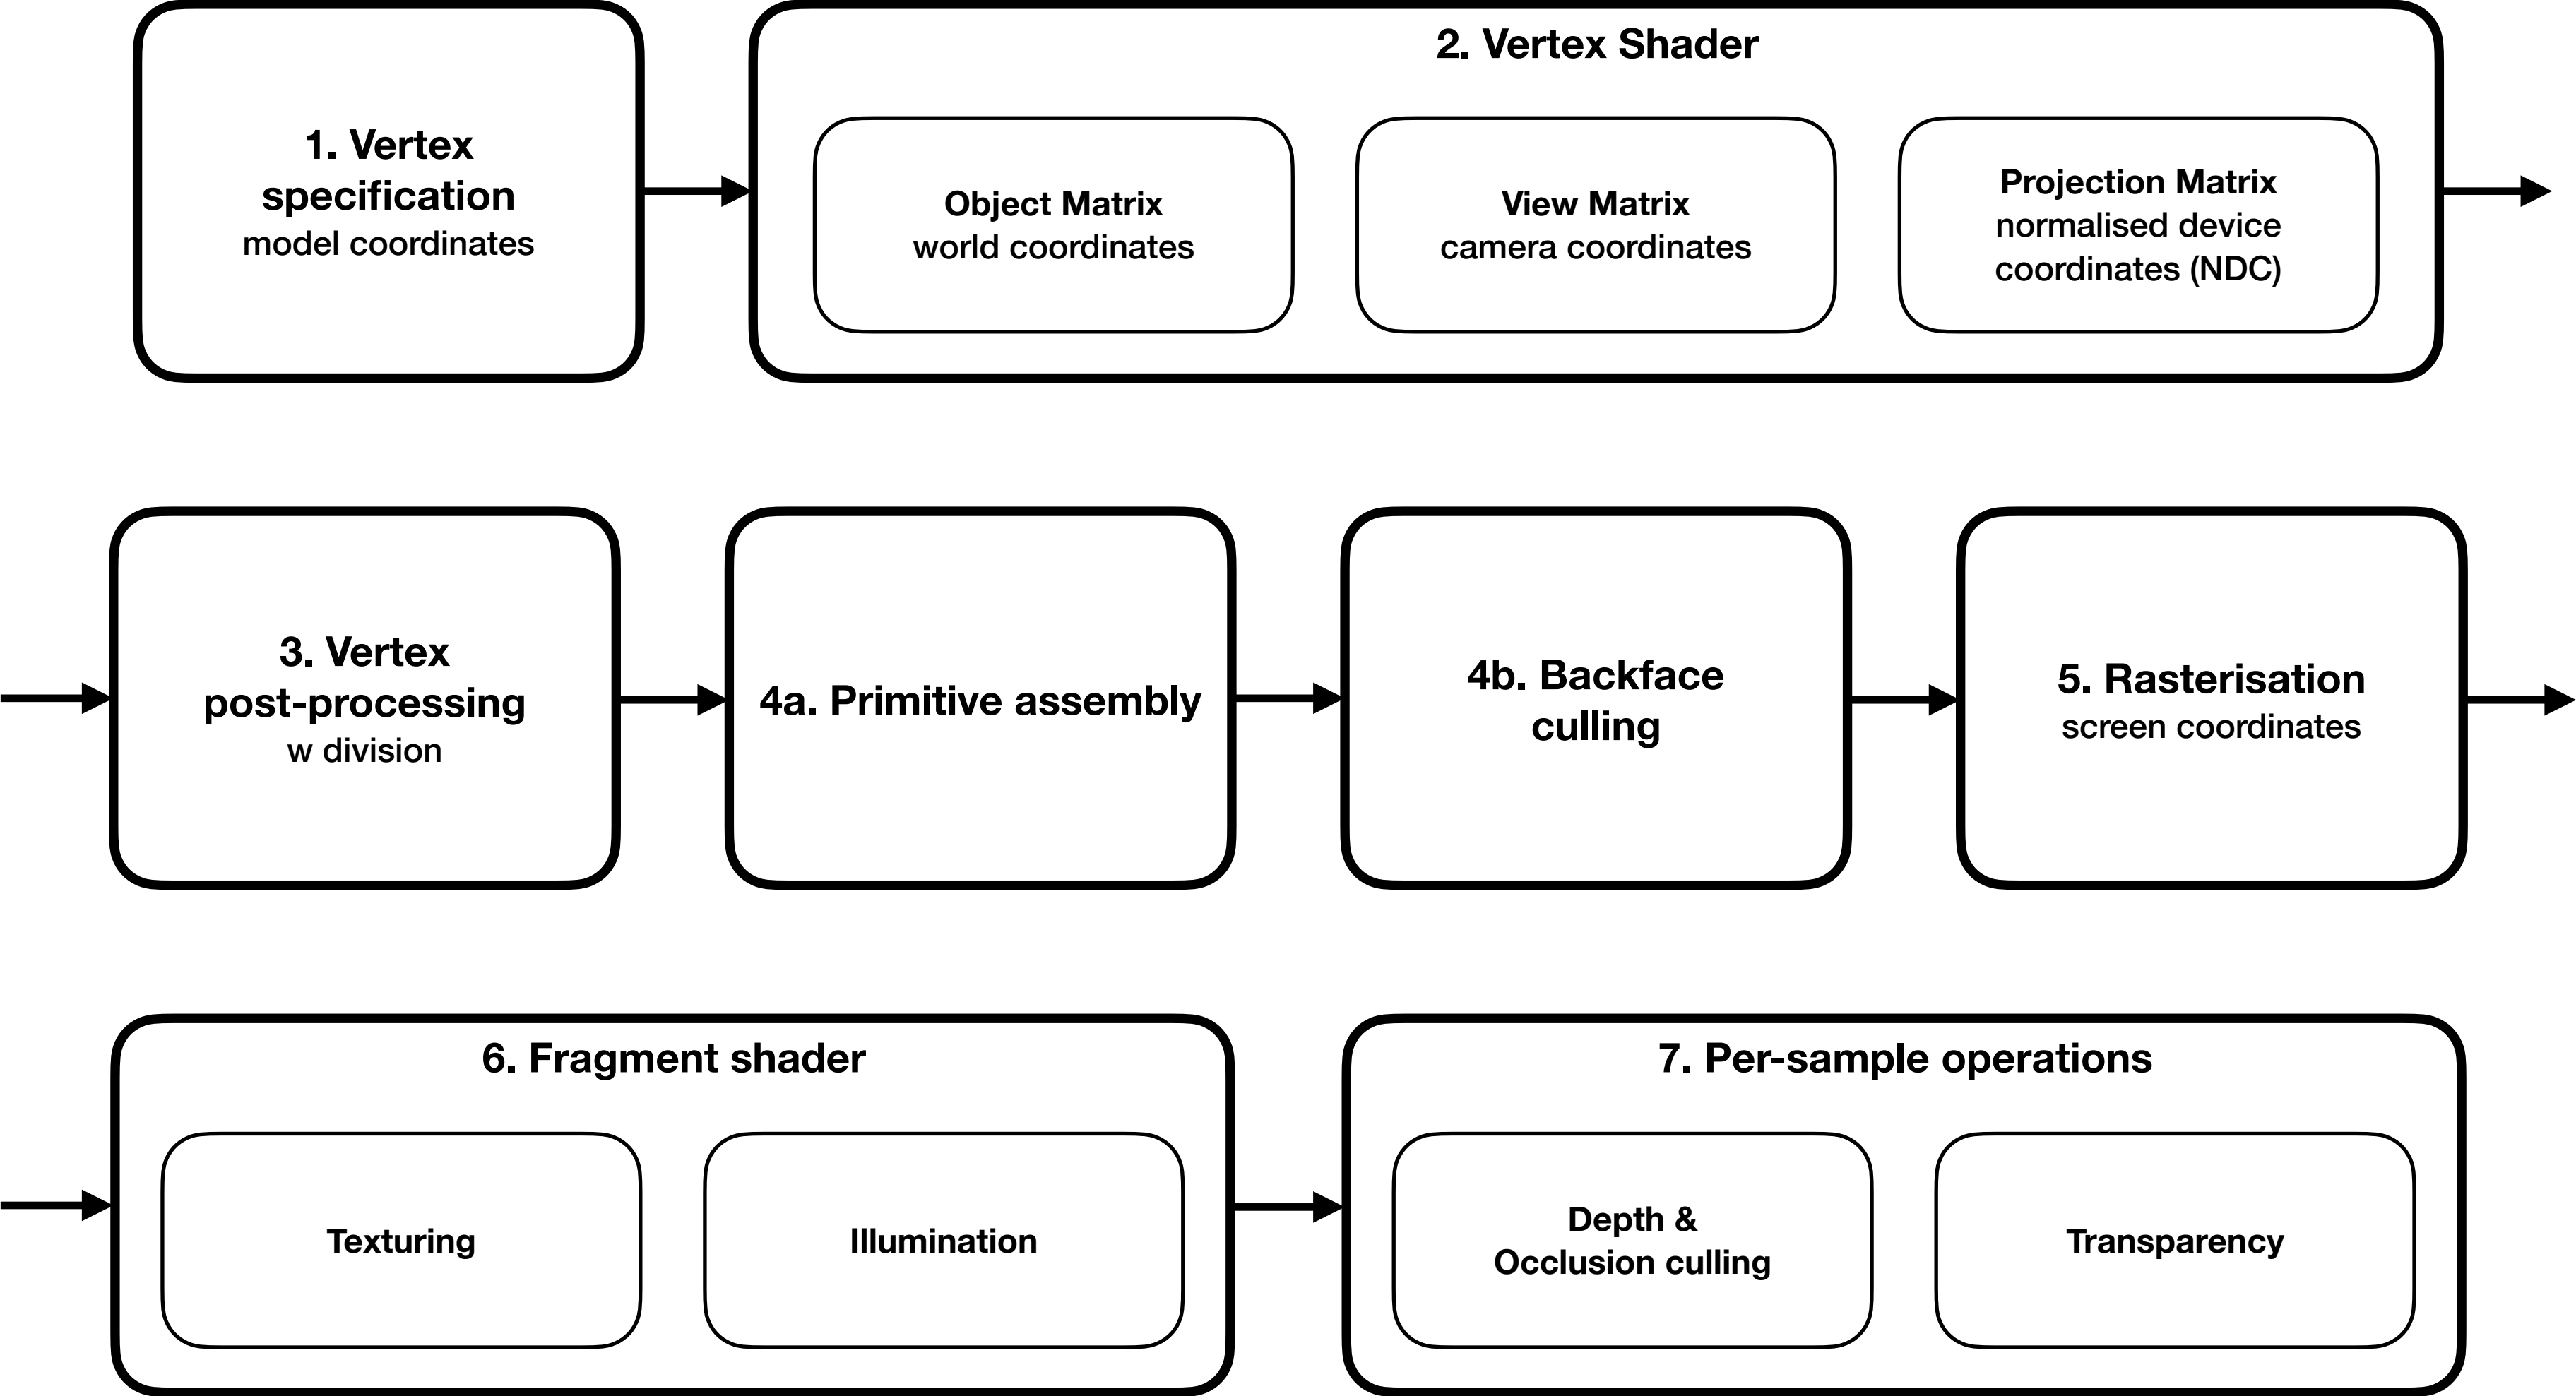 2. Vertex Shader
1. Vertex
specification
model coordinates
Object Matrix
world coordinates
View Matrix
camera coordinates
Projection Matrix
normalised device
coordinates (NDC)
3. Vertex
post-processing
w division
4a. Primitive assembly
4b. Backface
culling
5. Rasterisation
screen coordinates
6. Fragment shader
Texturing
Illumination
7. Per-sample operations
Depth &
Occlusion culling
Transparency